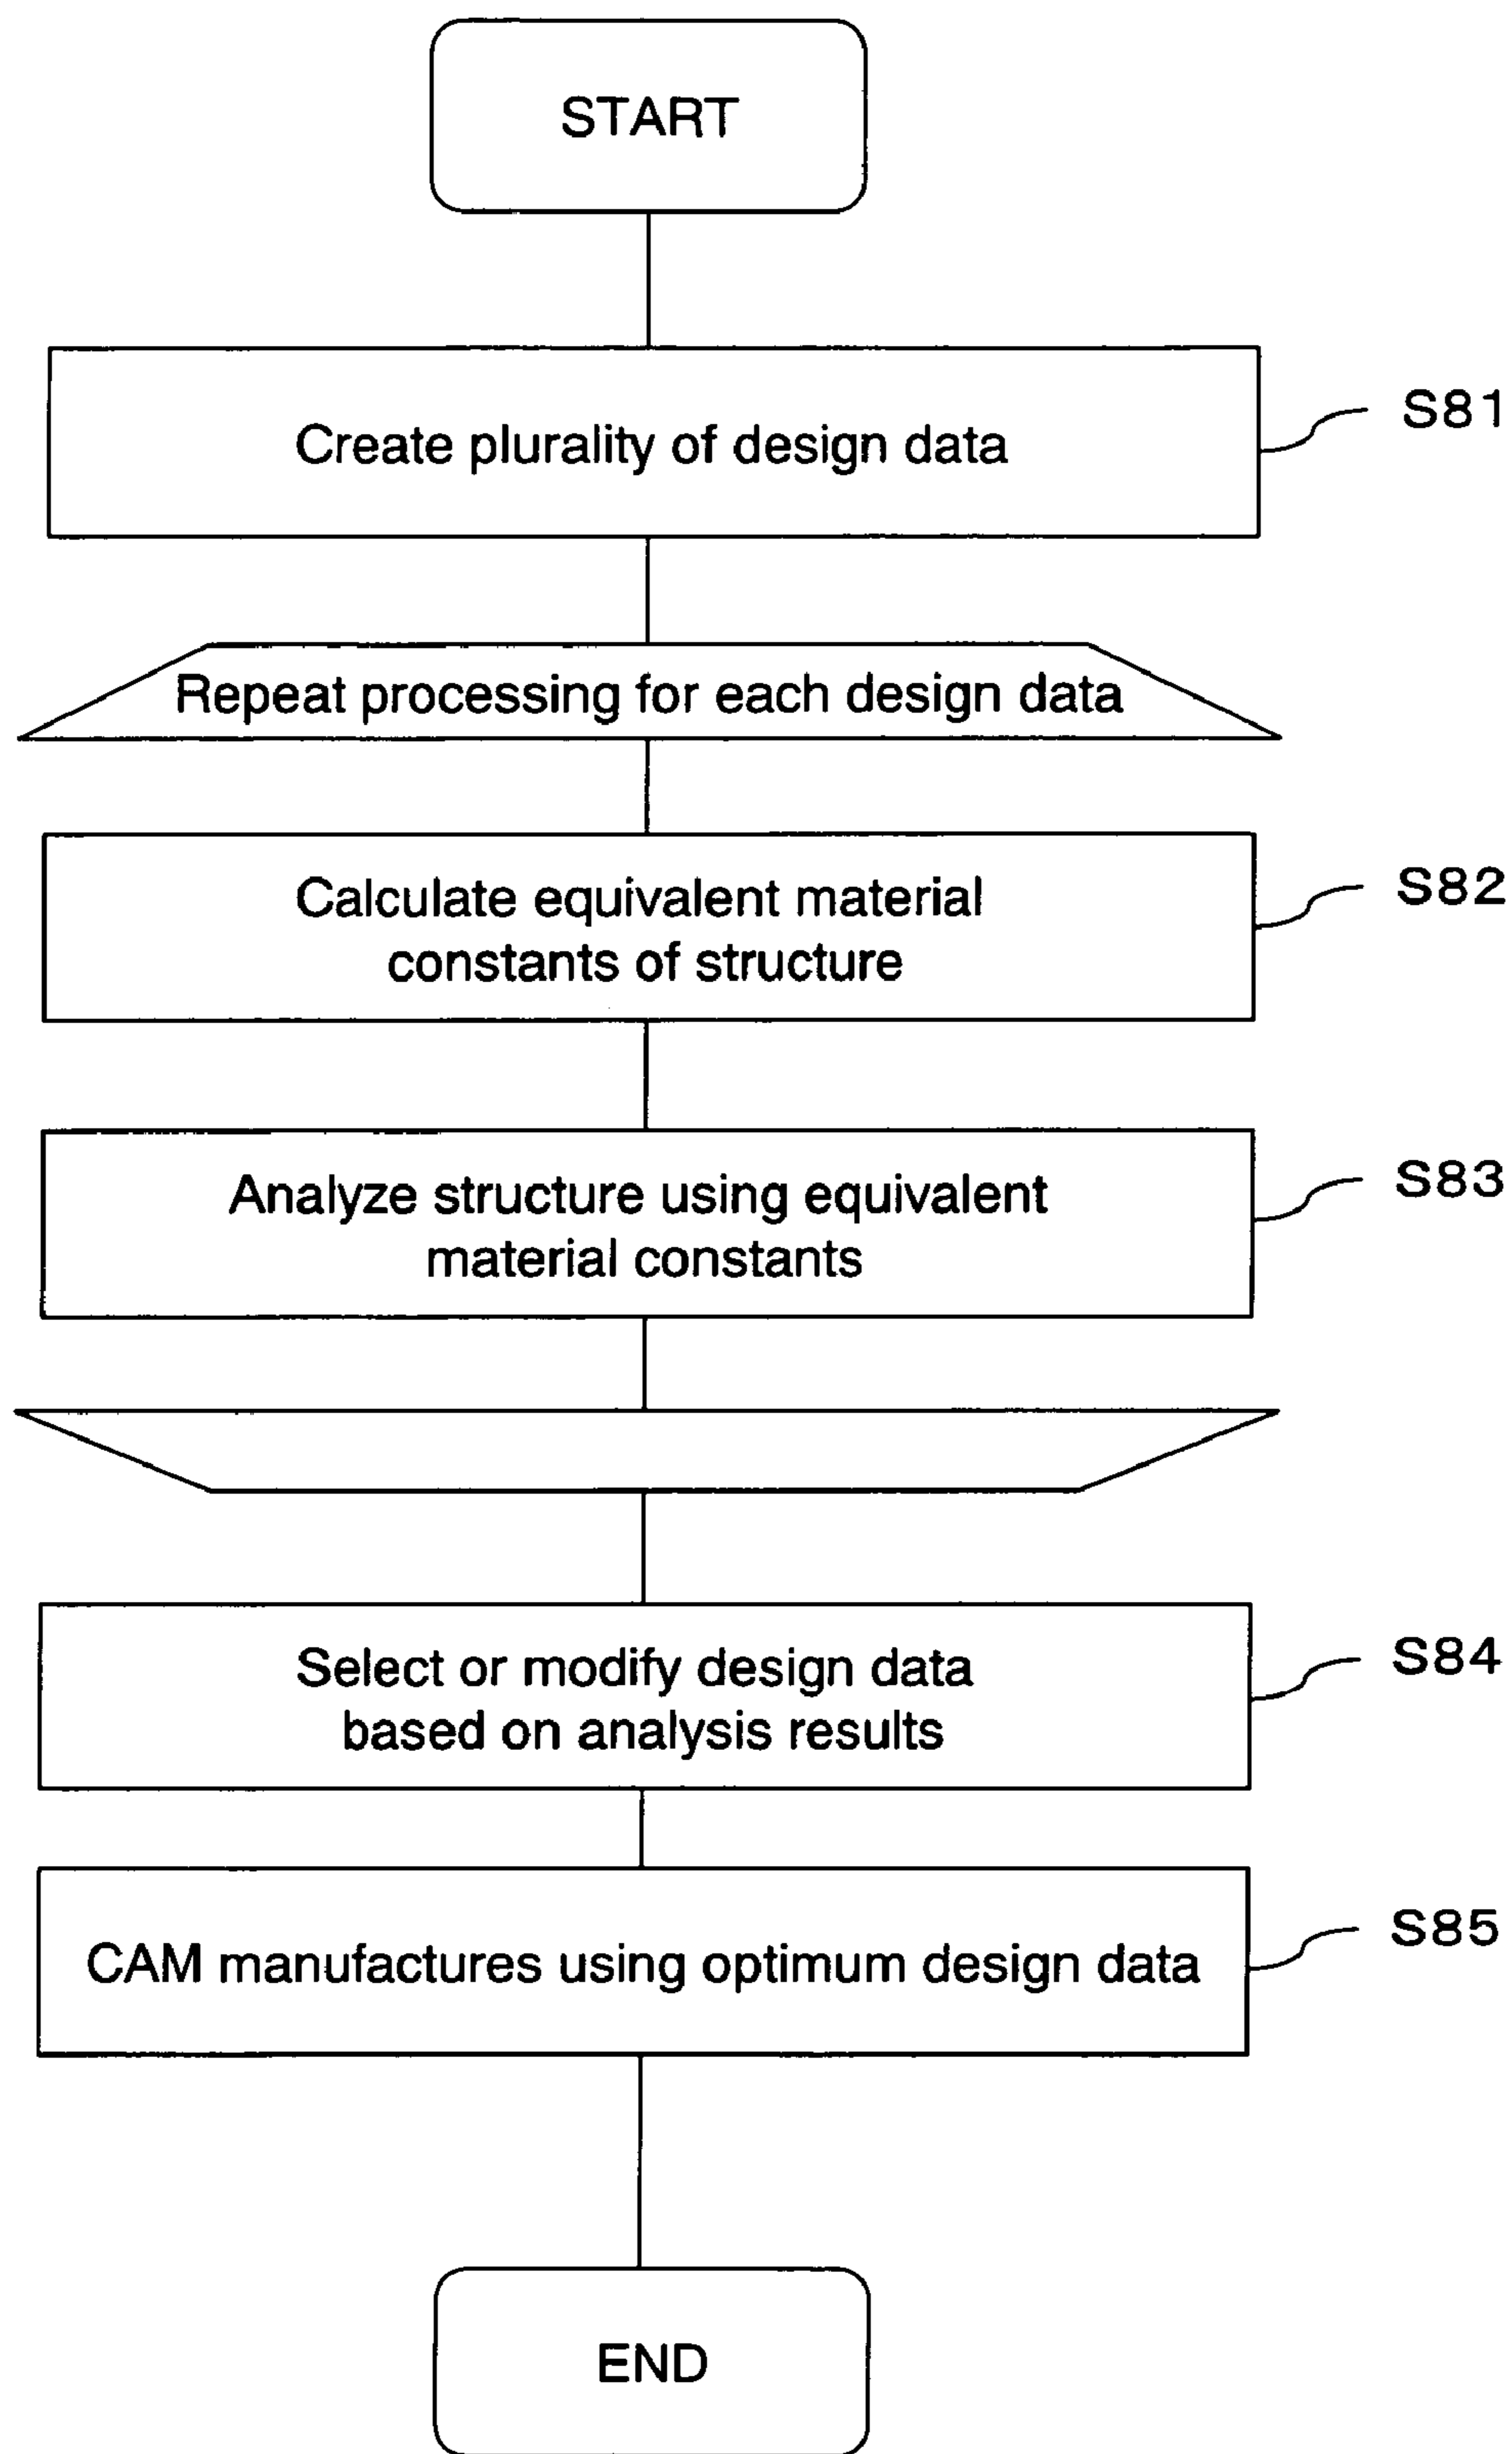 START
Create plurality of design data
S81
Repeat processing for each design data
Calculate equivalent material
constants of structure
S82
Analyze structure using equivalent
material constants
S83
Select or modify design data
based on analysis results
S84
CAM manufactures using optimum design data
S85
END